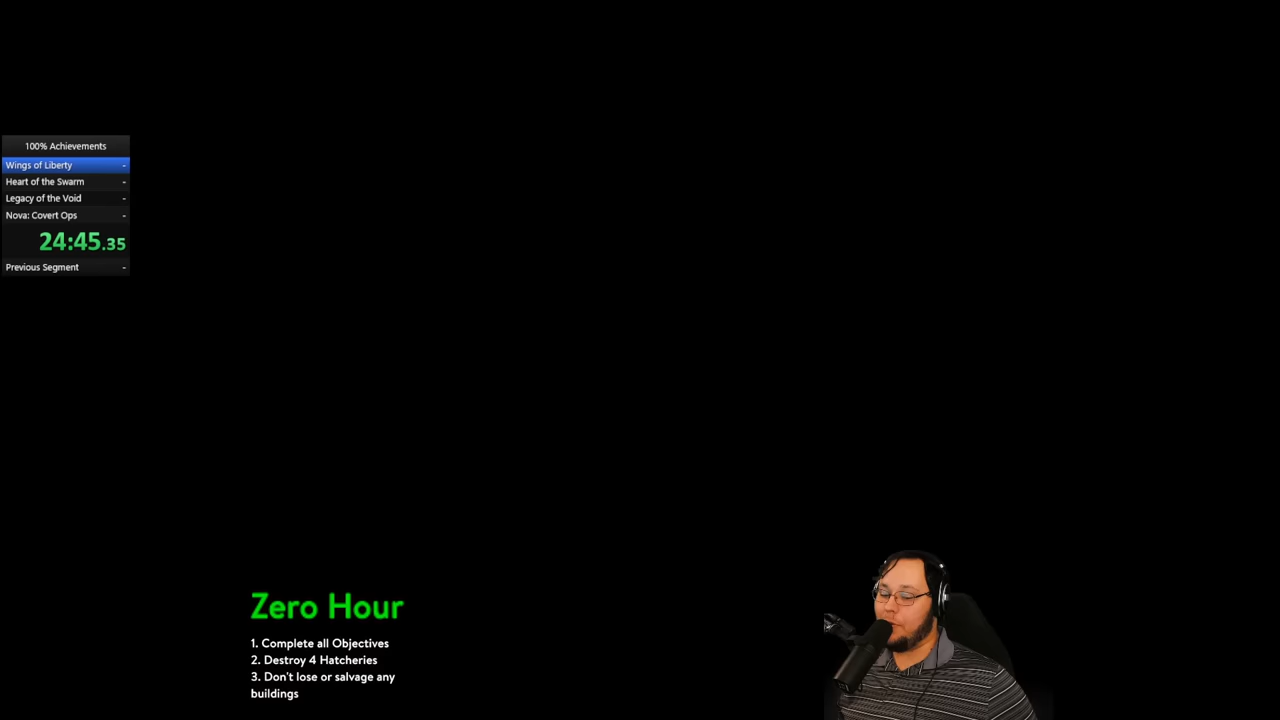 100% Achievements
Wings of Liberty -
Heart of the Swarm -
Legacy of the Void -
Nova: Covert Ops -
24:45.35
Previous Segment -
Zero Hour
1. Complete all Objectives
2. Destroy 4 Hatcheries
3. Don't lose or salvage any
buildings